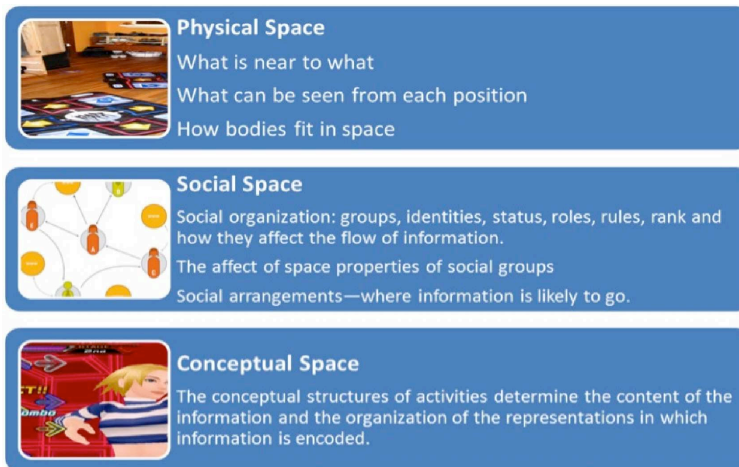 Physical Space
What is near to what
What can be seen from each position
How bodies fit in space
Social Space
Social organization: groups, identities, status, roles, rules, rank and
how they affect the flow of information.
The affect of space properties of social groups
Social arrangements—where information is likely to go.
Conceptual Space
The conceptual structures of activities determine the content of the
information and the organization of the representations in which
information is encoded.